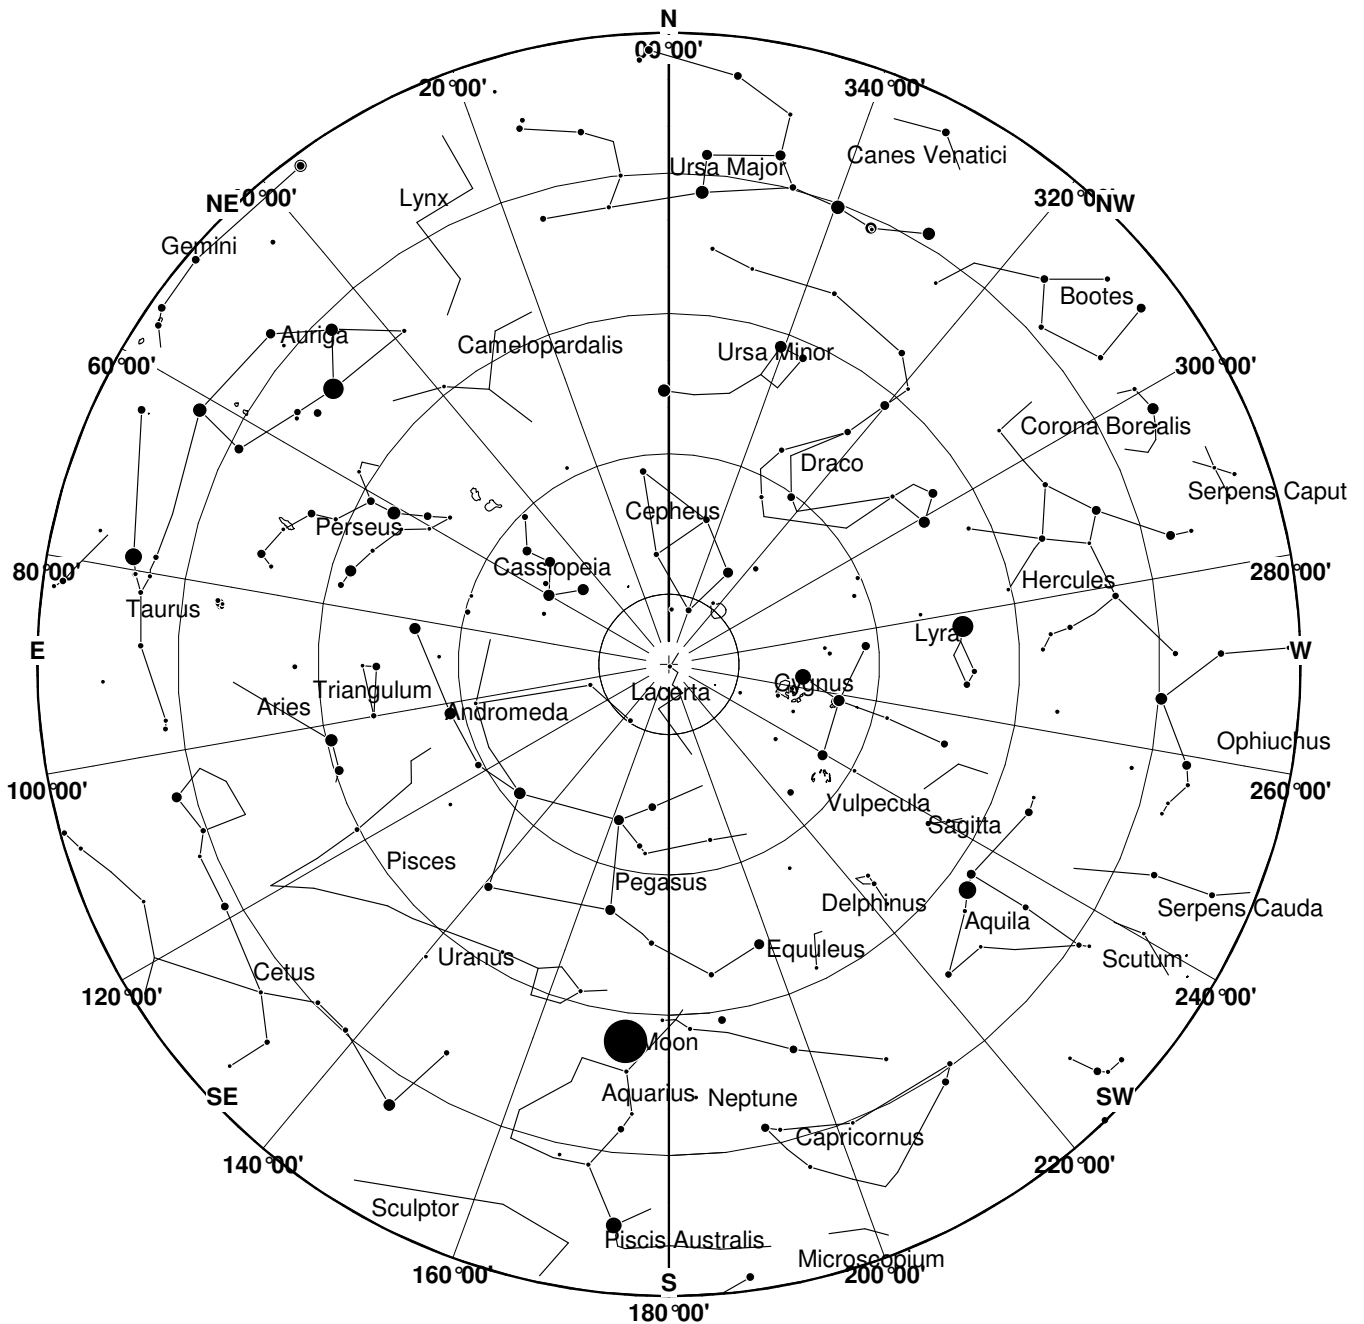 N
00°00'
20°00'
340°00'
Canes Venatici
Ursa Major
Lynx
NE
0°00'
320°0
NW
Gemini
Bootes
Auriga
Camelopardalis
Ursa Minor
60°00'
300°00'
Corona Borealis
Draco
Serpens Caput
Cepheus
Perseus
Cassiopeia
80°00'
280°00'
Hercules
Taurus
Lyra
E
W
Triangulum
Lacerta
Cygnus
Aries
Andromeda
Ophiuchus
100°00'
260°00'
Vulpecula
Sagitta
Pisces
Pegasus
Delphinus
Serpens Cauda
Aquila
Equuleus
Uranus
Scutum
Cetus
120°00'
240°00'
Moon
SE
Aquarius
Neptune
SW
Capricornus
140°00'
220°00'
Sculptor
Piscis Australis
Microscopium
160°00'
200°00'
S
180°00'